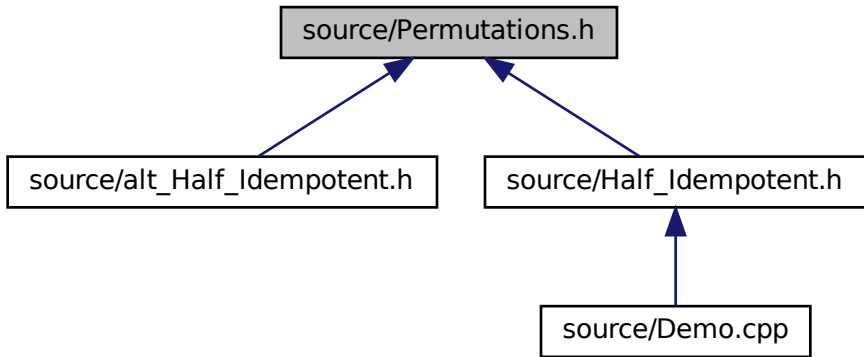 source/Permutations.h
source/alt_Half_Idempotent.h
source/Half_Idempotent.h
source/Demo.cpp